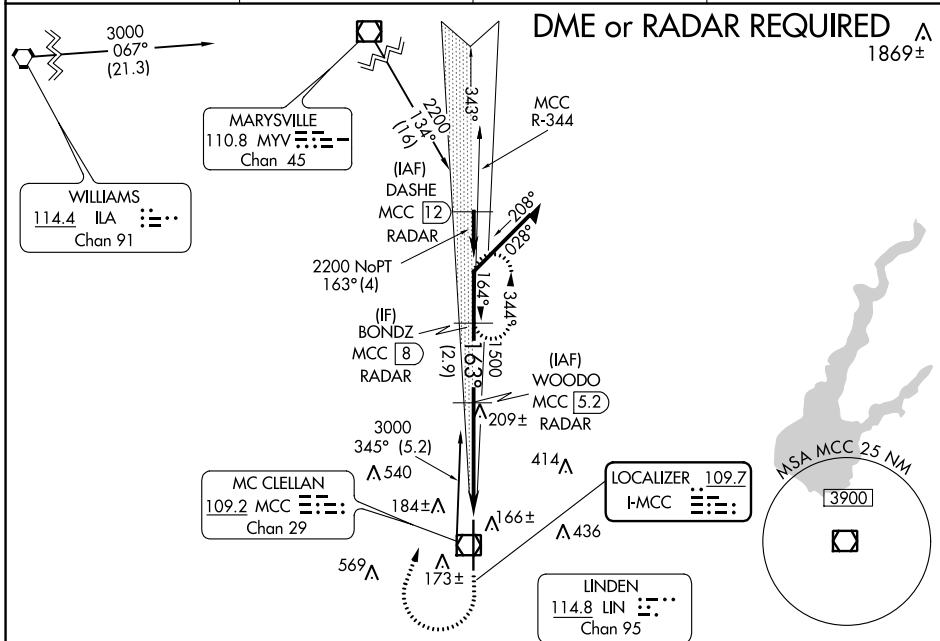 DME or RADAR REQUIRED
1869±
3000
067°
(21.3)
MARYSVILLE
110.8 MYV
Chan 45
WILLIAMS
114.4 ILA
Chan 91
2200
134°
(16)
343°
MCC
R-344
(IAF)
DASHE
MCC 12
RADAR
208°
028°
2200 NoPT
163° (4)
164°
344°
(IF)
BONDZ
MCC 8
RADAR
1500
163°
(2.9)
(IAF)
WOODO
MCC 5.2
RADAR
209±
3000
345° (5.2)
540
414
MC CLELLAN
109.2 MCC
Chan 29
184±
166±
LOCALIZER 109.7
I-MCC
436
569
173±
LINDEN
114.8 LIN
Chan 95
MSA MCC 25 NM
3900